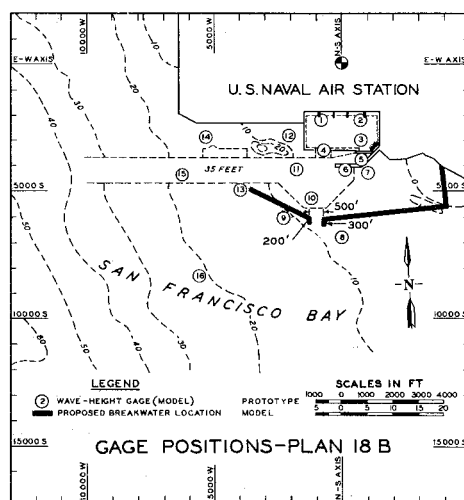 10000 W
5000 W
N-S AXIS
E-W AXIS
E-W AXIS
U.S. NAVAL AIR STATION
10
20
30
40
10
20
1
2
3
4
5
6
7
8
9
10
11
12
13
14
15
16
35 FEET
0
5000 S
5000 S
500'
300'
200'
SAN FRANCISCO BAY
-N-
10000 S
10000 S
60
50
40
30
20
10
LEGEND
2 WAVE-HEIGHT GAGE (MODEL)
PROPOSED BREAKWATER LOCATION
SCALES IN FT
PROTOTYPE 1000 0 1000 2000 3000 4000
MODEL 5 0 5 10 15 20
15000 S
15000 S
GAGE POSITIONS-PLAN 18 B
10000 W
5000 W
N-S AXIS